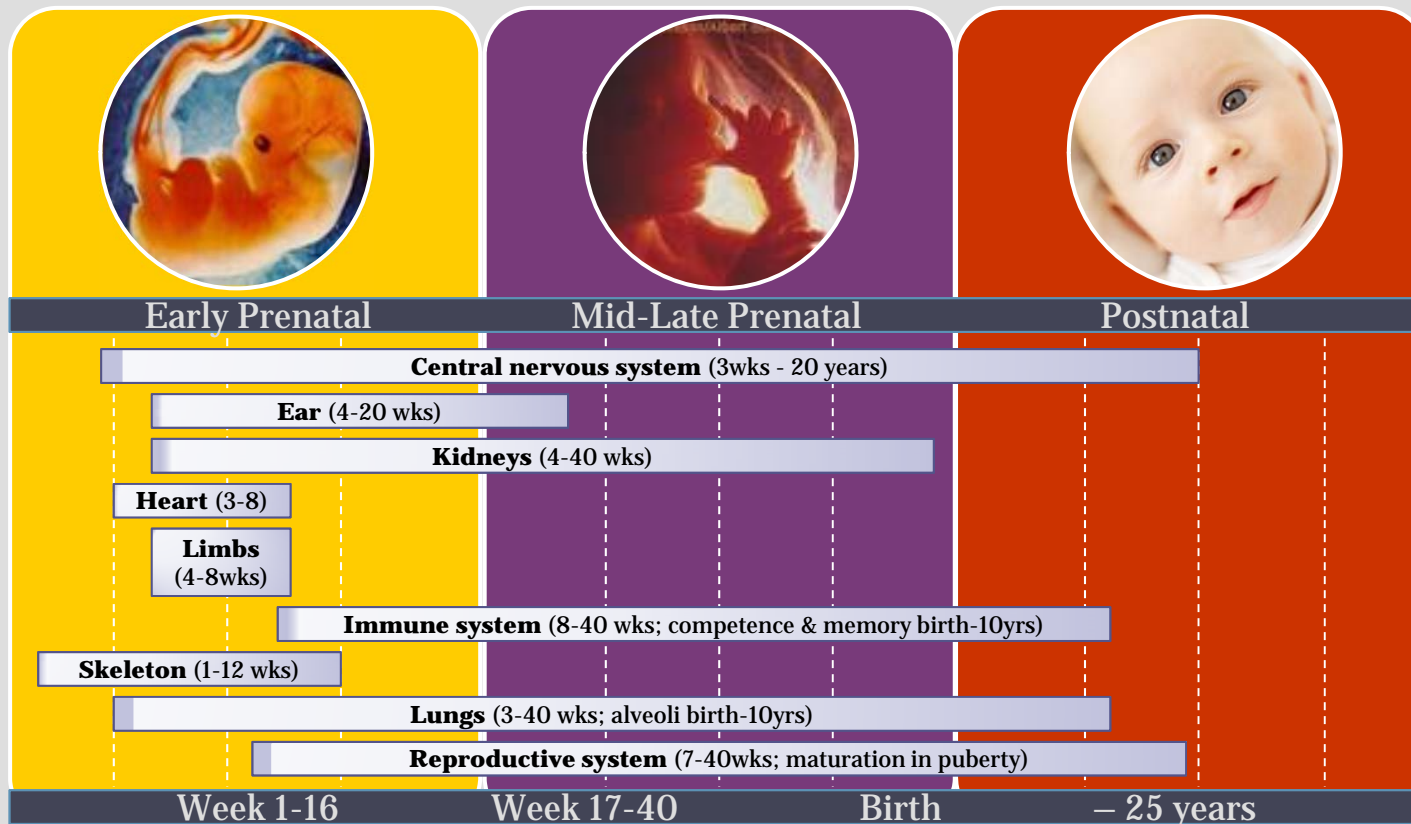 Early Prenatal Mid-Late Prenatal Postnatal
Central nervous system (3wks - 20 years)
Ear (4-20 wks)
Kidneys (4-40 wks)
Heart (3-8)
Limbs
(4-8wks)
Immune system (8-40 wks; competence & memory birth-10yrs)
Skeleton (1-12 wks)
Lungs (3-40 wks; alveoli birth-10yrs)
Reproductive system (7-40wks; maturation in puberty)
Week 1-16 Week 17-40 Birth – 25 years